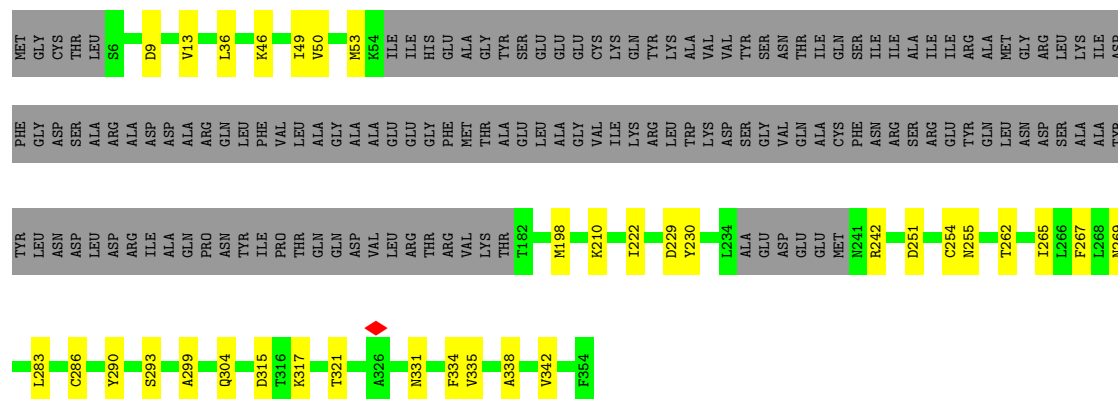 MET GLY CYS THR LEU S6 D9 V13 L36 K46 I49 V50 M53 K54 ILE ILE HIS GLU ALA GLY TYR SER GLU GLU GLU CYS LYS GLN TYR LYS ALA VAL VAL TYR SER ASN THR ILE GLN SER ILE ILE ALA ILE ILE ARG ALA MET GLY ARG LEU LYS ILE ASP
PHE GLY ASP SER ALA ARG ALA ASP ASP ALA ARG GLN LEU PHE VAL LEU ALA GLY ALA ALA GLU GLU GLY PHE MET THR ALA GLU LEU ALA GLY VAL ILE LYS ARG LEU TRP LYS ASP SER GLY VAL GLN ALA CYS PHE ASN ARG SER ARG GLU TYR GLN LEU ASN ASP SER ALA ALA TYR
TYR LEU ASN ASP LEU ASP ARG ILE ALA GLN PRO ASN TYR ILE PRO THR GLN GLN ASP VAL LEU ARG THR ARG VAL LYS THR T182 M198 K210 I222 D229 Y230 L234 ALA GLU ASP GLU GLU MET N241 R242 D251 C254 N255 T262 I265 L266 F267 L268 N269
L283 C286 Y290 S293 A299 Q304 D315 T316 K317 T321 A326 N331 F334 V335 A338 V342 F354